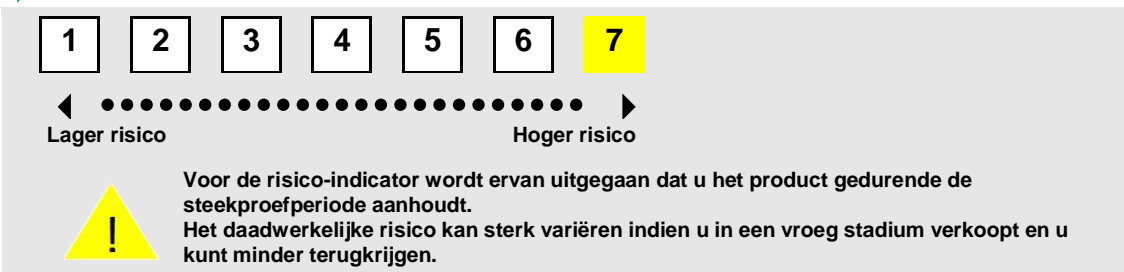 1 2 3 4 5 6 7
Lager risico Hoger risico
! Voor de risico-indicator wordt ervan uitgegaan dat u het product gedurende de
steekproefperiode aanhoudt.
Het daadwerkelijke risico kan sterk variëren indien u in een vroeg stadium verkoopt en u
kunt minder terugkrijgen.